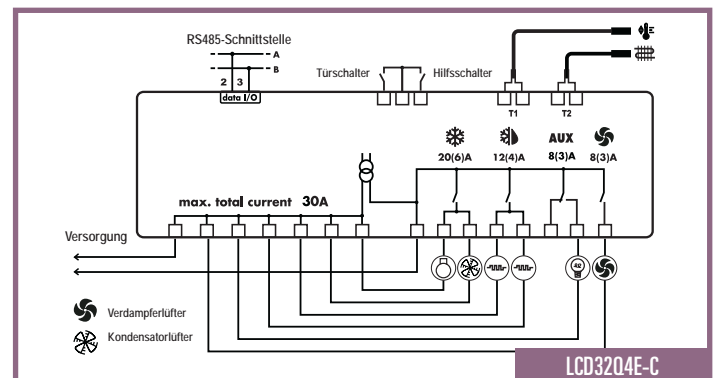 RS485-Schnittstelle
A
B
2 3
data I/O
Türschalter
Hilfsschalter
T1
T2
20(6)A
12(4)A
AUX
8(3)A
8(3)A
max. total current 30A
Versorgung
Verdampferlüfter
Kondensatorlüfter
LCD32Q4E-C